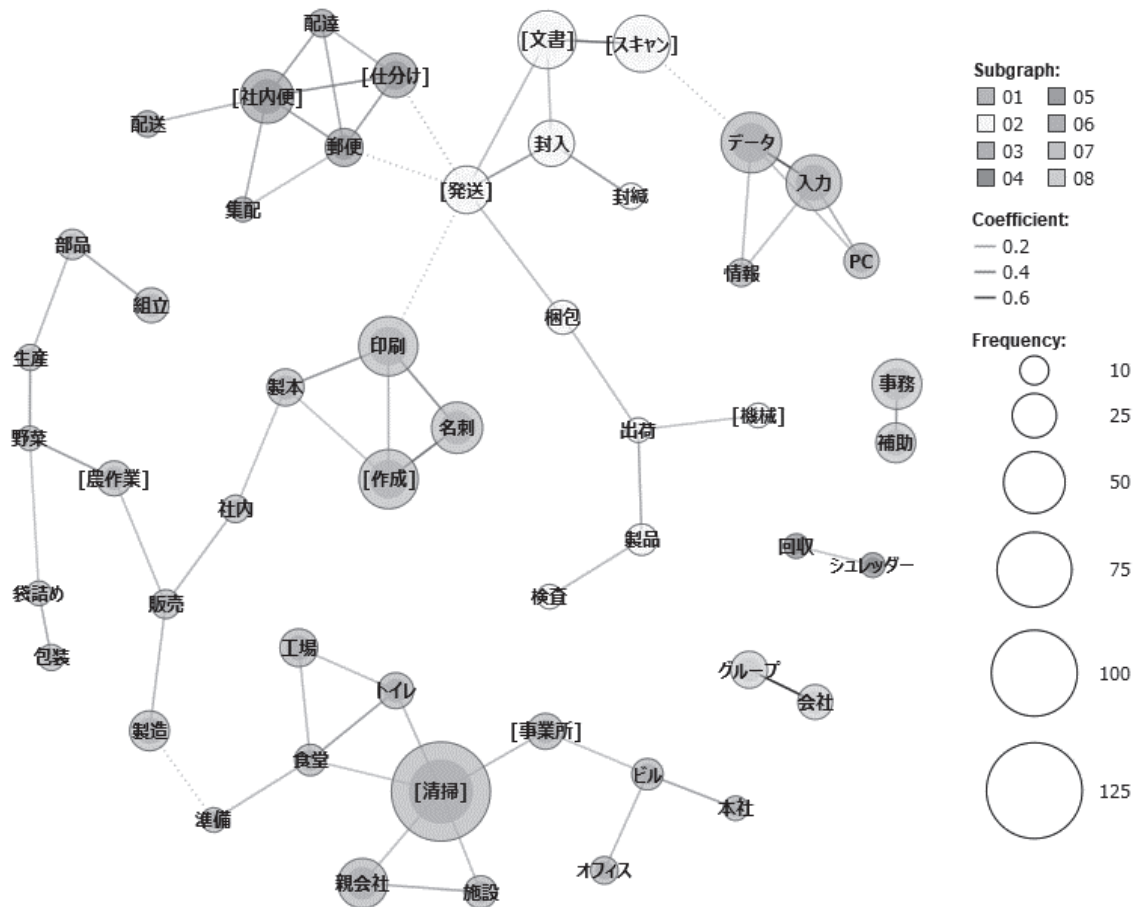 配達
[文書]
[スキャン]
[仕分け]
[社内便]
配送
郵便
封入
データ
入力
[発送]
封緘
集配
情報
PC
部品
組立
梱包
生産
印刷
製本
事務
野菜
名刺
出荷
[機械]
補助
[農作業]
[作成]
社内
製品
回収
シュレッダー
袋詰め
販売
検査
包装
工場
トイレ
グループ
会社
製造
食堂
[事業所]
[清掃]
ビル
本社
準備
オフィス
親会社
施設
Subgraph:
01 05
02 06
03 07
04 08
Coefficient:
0.2
0.4
0.6
Frequency:
10
25
50
75
100
125